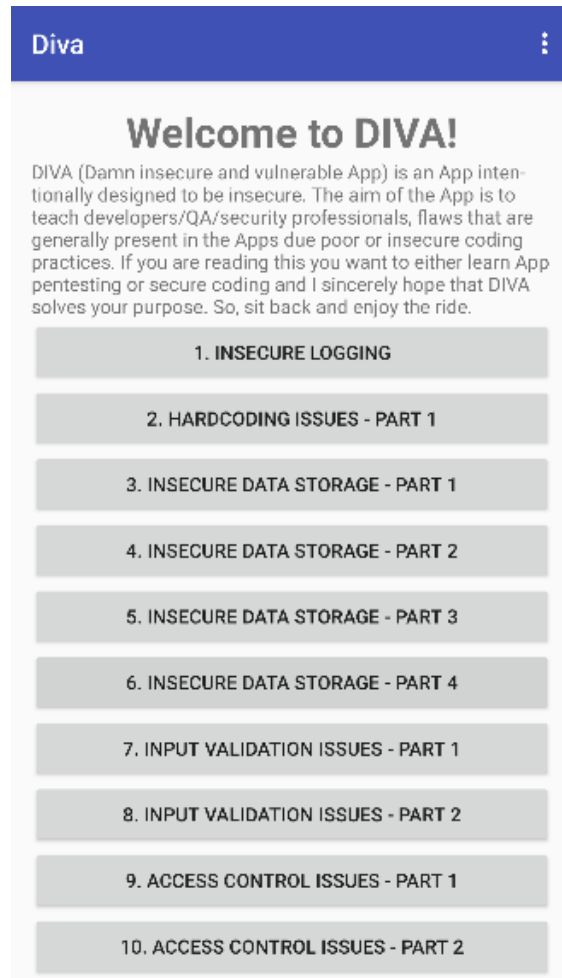 Diva
Welcome to DIVA!
DIVA (Damn insecure and vulnerable App) is an App inten-
tionally designed to be insecure. The aim of the App is to
teach developers/QA/security professionals, flaws that are
generally present in the Apps due poor or insecure coding
practices. If you are reading this you want to either learn App
pentesting or secure coding and I sincerely hope that DIVA
solves your purpose. So, sit back and enjoy the ride.
1. INSECURE LOGGING
2. HARDCODING ISSUES - PART 1
3. INSECURE DATA STORAGE - PART 1
4. INSECURE DATA STORAGE - PART 2
5. INSECURE DATA STORAGE - PART 3
6. INSECURE DATA STORAGE - PART 4
7. INPUT VALIDATION ISSUES - PART 1
8. INPUT VALIDATION ISSUES - PART 2
9. ACCESS CONTROL ISSUES - PART 1
10. ACCESS CONTROL ISSUES - PART 2